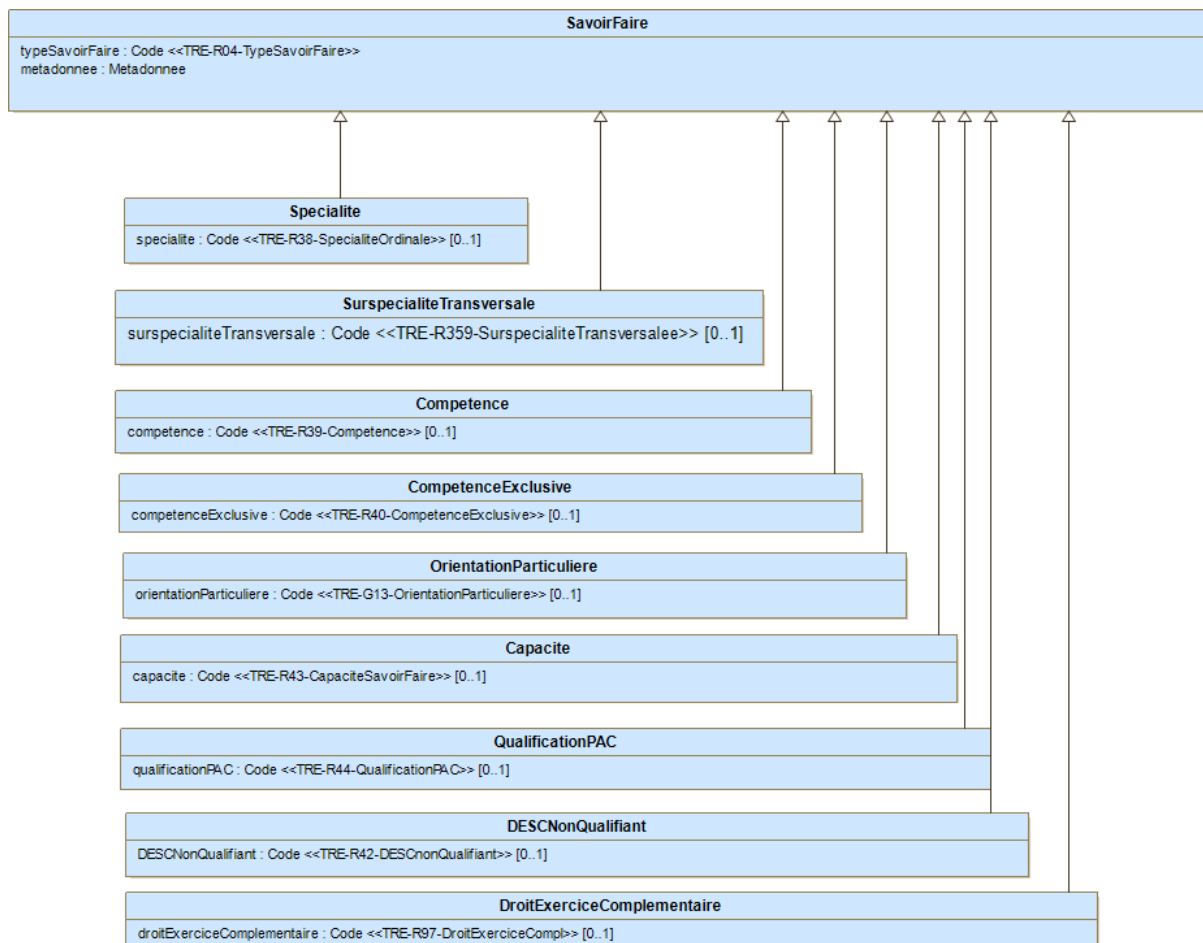 SavoirFaire
typeSavoirFaire : Code <<TRE-R04-TypeSavoirFaire>>
metadonnee : Metadonnee
Specialite
specialite : Code <<TRE-R38-SpecialiteOrdinale>> [0..1]
SurspecialiteTransversale
surspecialiteTransversale : Code <<TRE-R359-SurspecialiteTransversalee>> [0..1]
Competence
competence : Code <<TRE-R39-Competence>> [0..1]
CompetenceExclusive
competenceExclusive : Code <<TRE-R40-CompetenceExclusive>> [0..1]
OrientationParticuliere
orientationParticuliere : Code <<TRE-G13-OrientationParticuliere>> [0..1]
Capacite
capacite : Code <<TRE-R43-CapaciteSavoirFaire>> [0..1]
QualificationPAC
qualificationPAC : Code <<TRE-R44-QualificationPAC>> [0..1]
DESCNonQualifiant
DESCNonQualifiant : Code <<TRE-R42-DESCnonQualifiant>> [0..1]
DroitExerciceComplementaire
droitExerciceComplementaire : Code <<TRE-R97-DroitExerciceCompl>> [0..1]